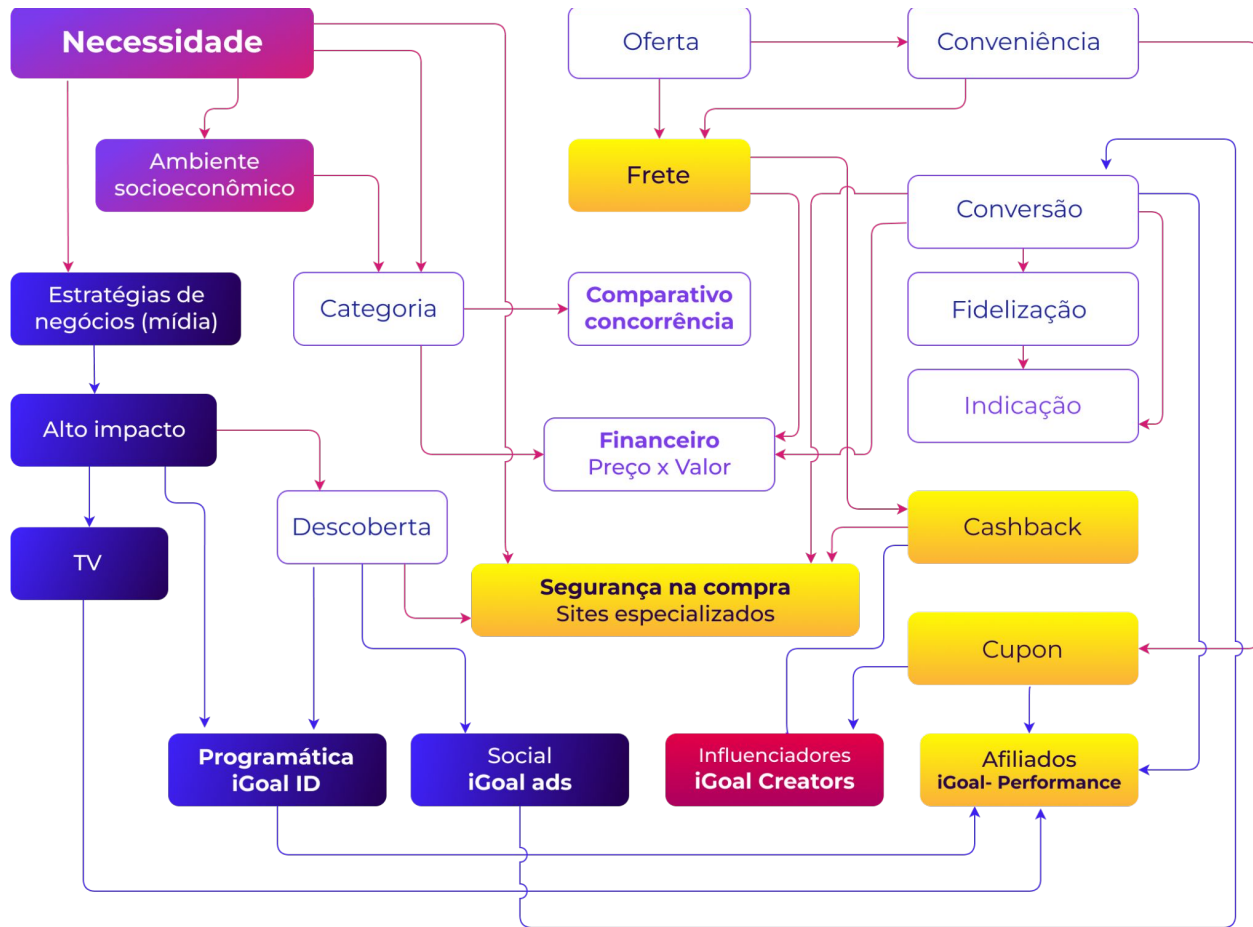 Necessidade
Oferta
Conveniência
Ambiente
socioeconômico
Frete
Conversão
Estratégias de
negócios (mídia)
Categoria
Comparativo
concorrência
Fidelização
Alto impacto
Indicação
Financeiro
Preço x Valor
Descoberta
Cashback
TV
Segurança na compra
Sites especializados
Cupon
Programática
iGoal ID
Social
iGoal ads
Influenciadores
iGoal Creators
Afiliados
iGoal- Performance